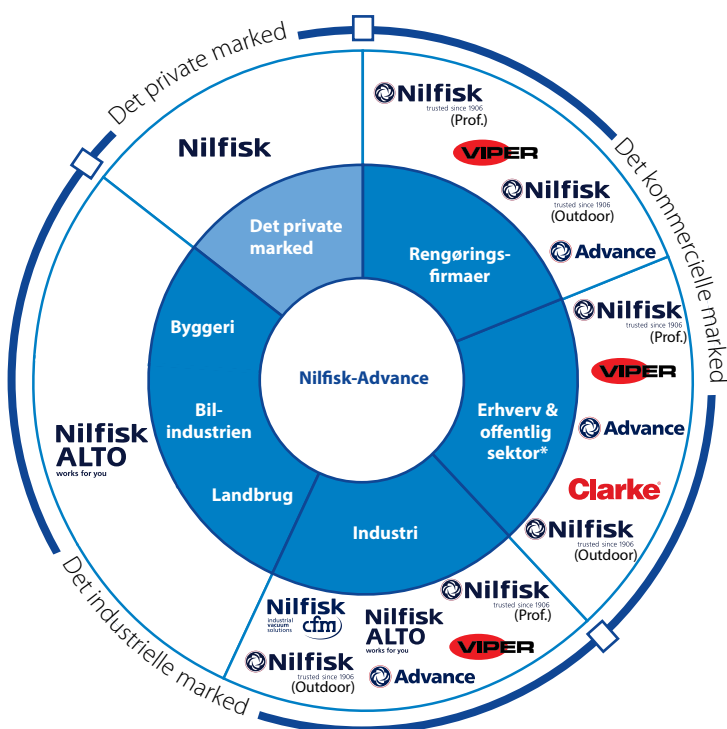 Det private marked
Nilfisk
Det private
marked
Nilfisk
trusted since 1906
(Prof.)
VIPER
Nilfisk
trusted since 1906
(Outdoor)
Advance
Rengørings-
firmaer
Det kommercielle marked
Nilfisk
trusted since 1906
(Prof.)
VIPER
Advance
Clarke®
Nilfisk
trusted since 1906
(Outdoor)
Erhverv &
offentlig
sektor*
Nilfisk-Advance
Byggeri
Bil-
industrien
Landbrug
Nilfisk
ALTO
works for you
Industri
Nilfisk
industrial
vacuum
solutions
cfm
Nilfisk
trusted since 1906
(Outdoor)
Nilfisk
ALTO
works for you
Advance
Nilfisk
trusted since 1906
(Prof.)
VIPER
Det industrielle marked